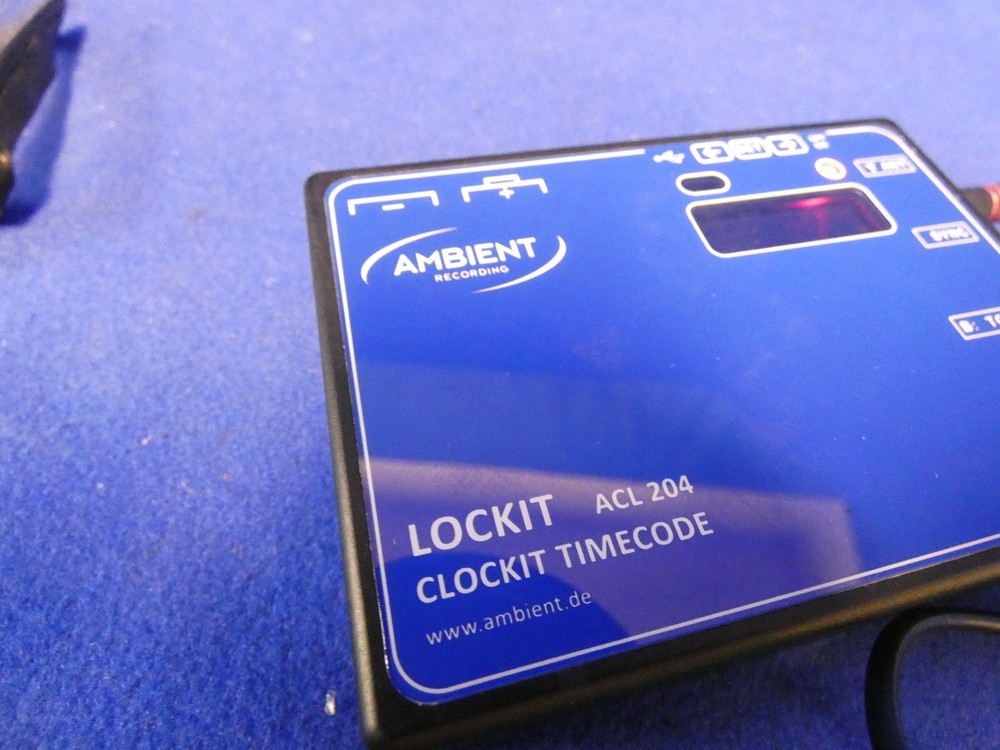 AMBIENT
RECORDING
SYNC
LOCKIT ACL 204
CLOCKIT TIMECODE
www.ambient.de